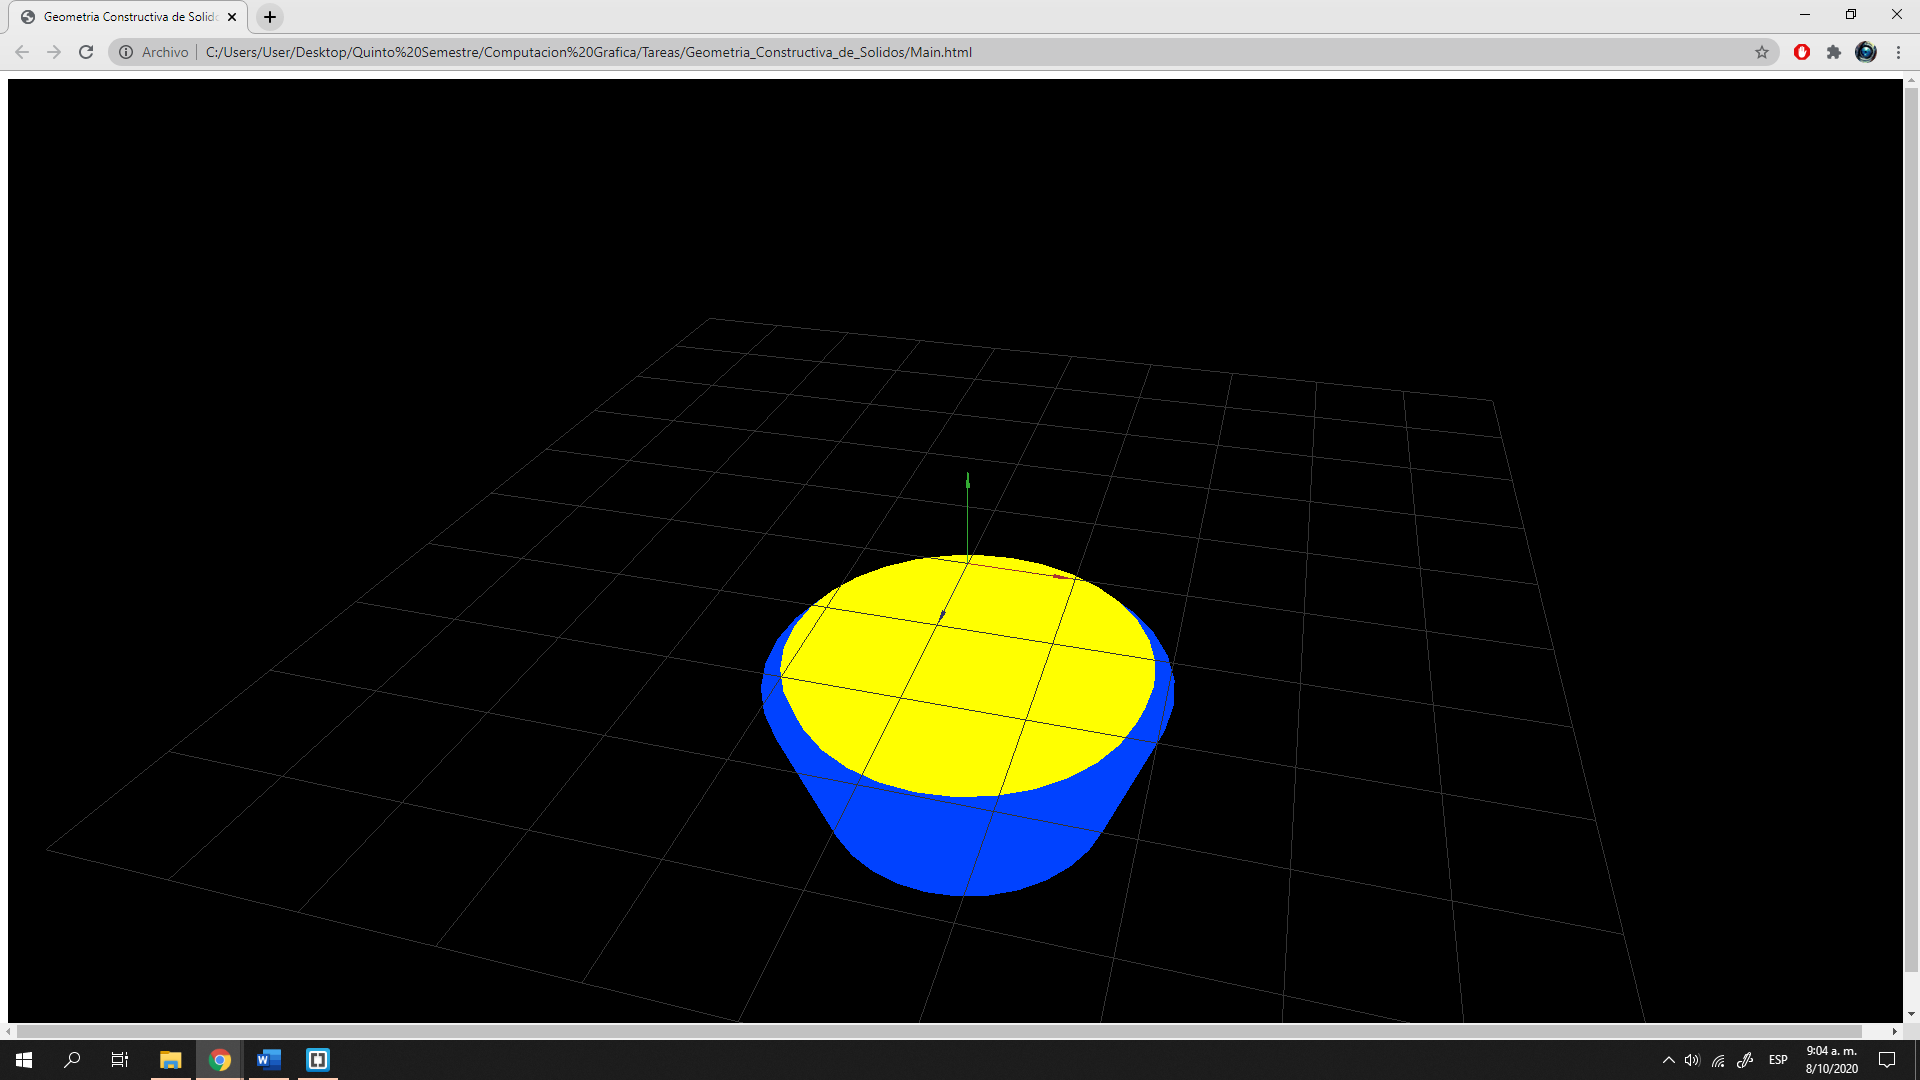 Geometria Constructiva de Solido
Archivo
C:/Users/User/Desktop/Quinto%20Semestre/Computacion%20Grafica/Tareas/Geometria_Constructiva_de_Solidos/Main.html
W
ESP
9:04 a. m.
8/10/2020